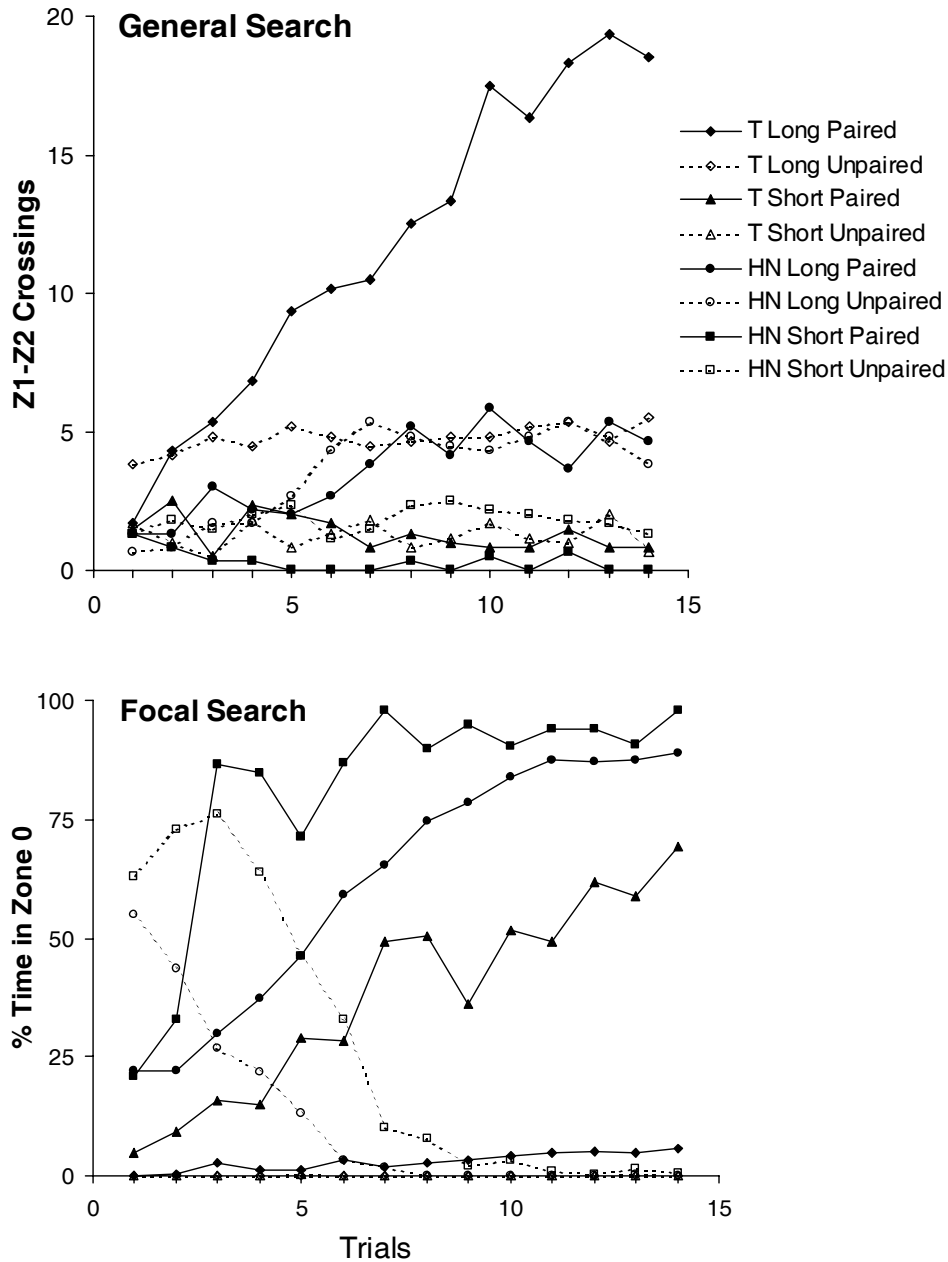 General Search
20
15
10
5
0
Z1-Z2 Crossings
0
5
10
15
T Long Paired
T Long Unpaired
T Short Paired
T Short Unpaired
HN Long Paired
HN Long Unpaired
HN Short Paired
HN Short Unpaired
Focal Search
100
75
50
25
0
% Time in Zone 0
0
5
10
15
Trials